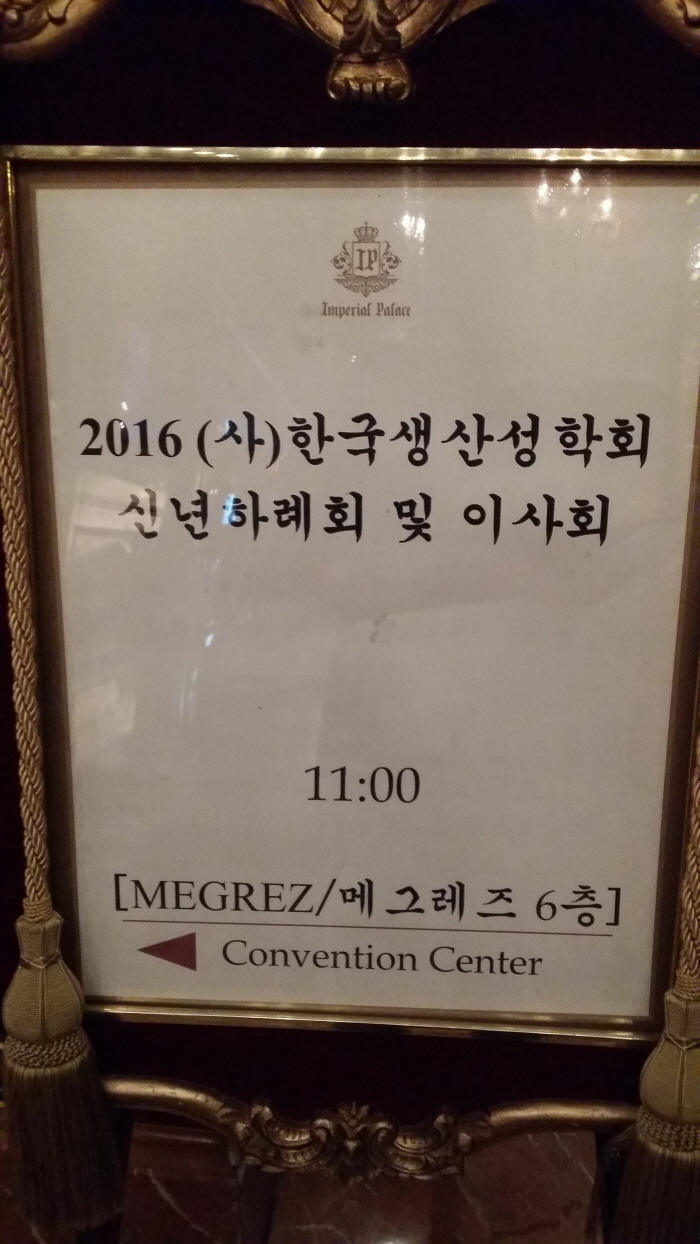 IP
Imperial Palace
2016 (사)한국생산성학회
신년하례회 및 이사회
11:00
[MEGREZ/메그레즈 6층]
Convention Center